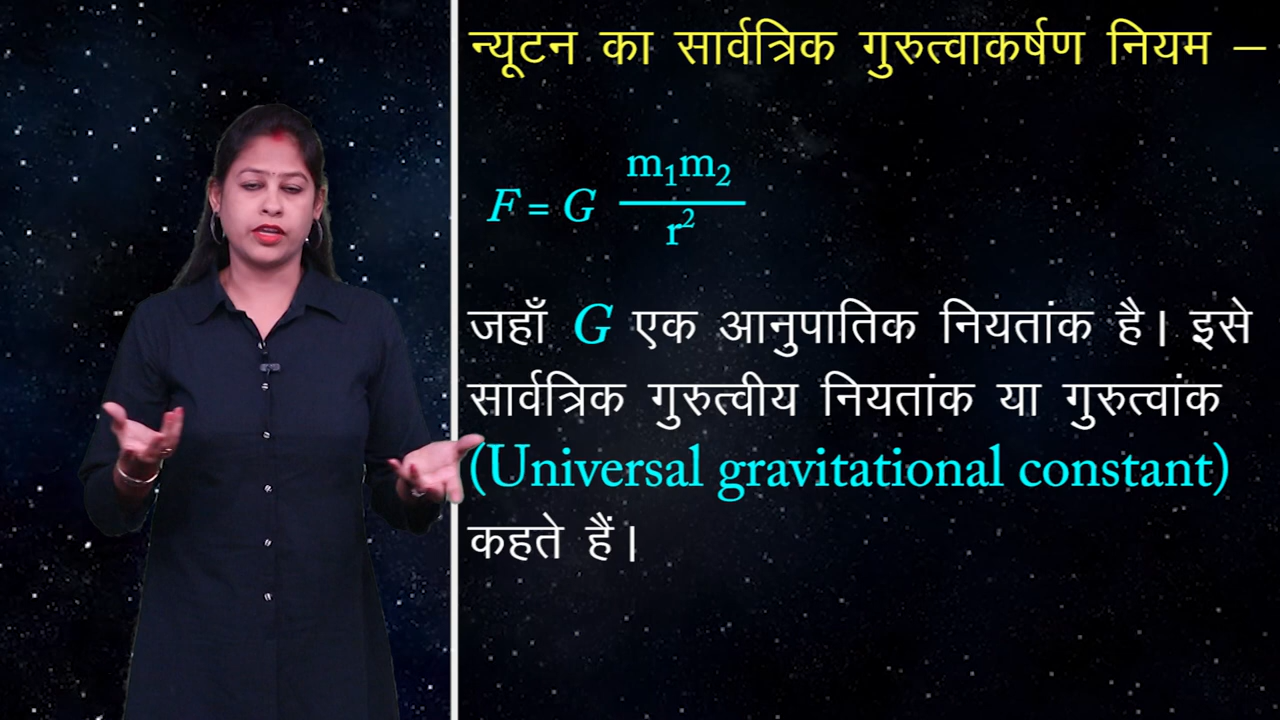 न्यूटन का सार्वत्रिक गुरुत्वाकर्षण नियम –
F = G m₁m₂ / r²
जहाँ G एक आनुपातिक नियतांक है। इसे
सार्वत्रिक गुरुत्वीय नियतांक या गुरुत्वांक
(Universal gravitational constant)
कहते हैं।